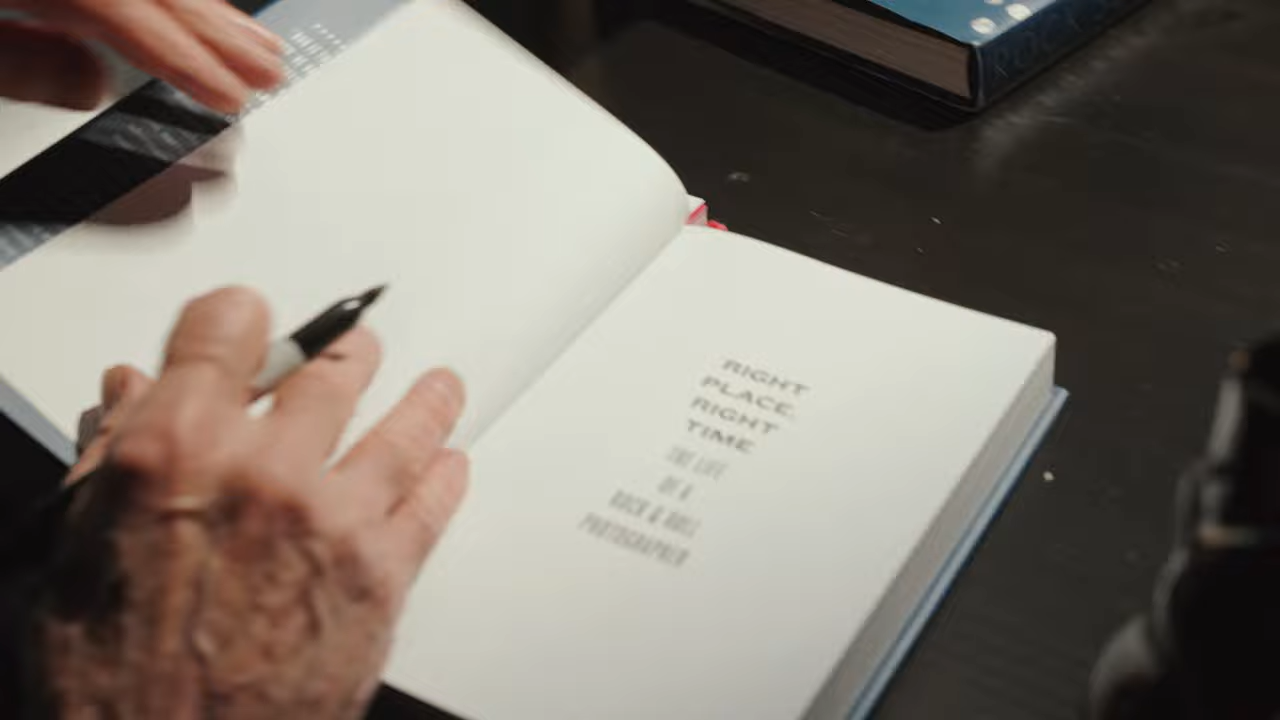 RIGHT
PLACE,
RIGHT
TIME
THE LIFE
OF A
ROCK & ROLL
PHOTOGRAPHER